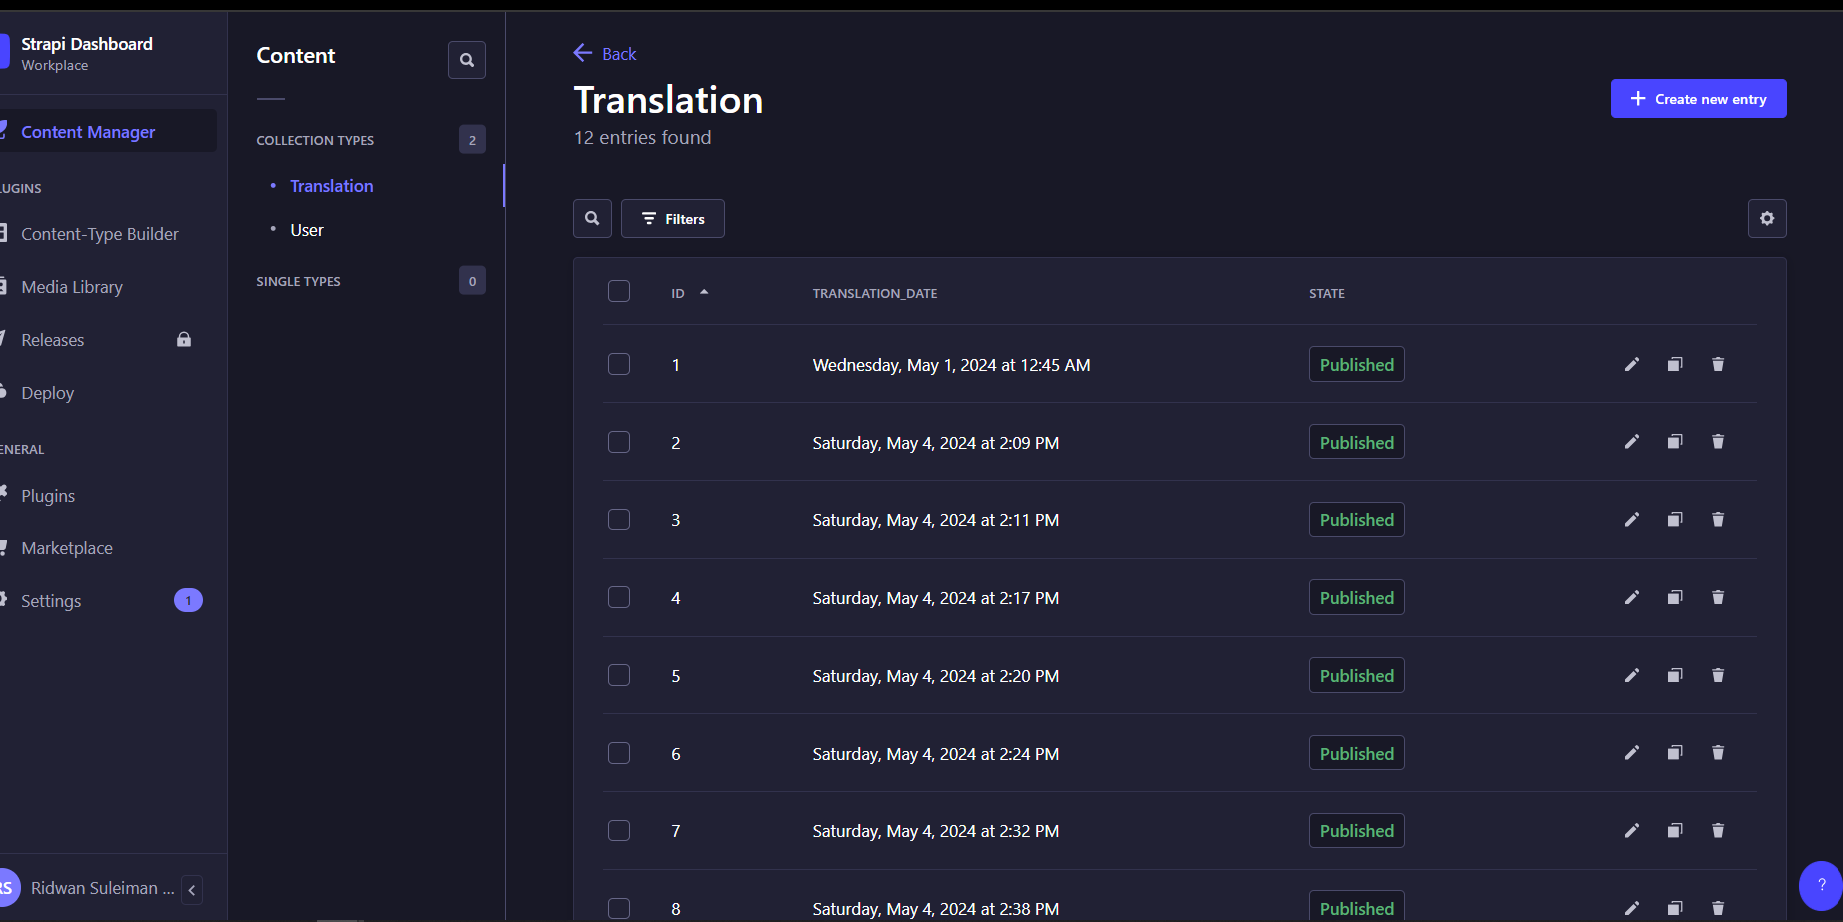 Strapi Dashboard
Workplace
Content Manager
LUGINS
Content-Type Builder
Media Library
Releases
Deploy
ENERAL
Plugins
Marketplace
Settings
1
RS
Ridwan Suleiman ...
Content
COLLECTION TYPES 2
Translation
User
SINGLE TYPES 0
Back
Translation
12 entries found
Create new entry
Filters
ID TRANSLATION_DATE STATE
1 Wednesday, May 1, 2024 at 12:45 AM Published
2 Saturday, May 4, 2024 at 2:09 PM Published
3 Saturday, May 4, 2024 at 2:11 PM Published
4 Saturday, May 4, 2024 at 2:17 PM Published
5 Saturday, May 4, 2024 at 2:20 PM Published
6 Saturday, May 4, 2024 at 2:24 PM Published
7 Saturday, May 4, 2024 at 2:32 PM Published
8 Saturday, May 4, 2024 at 2:38 PM Published
?